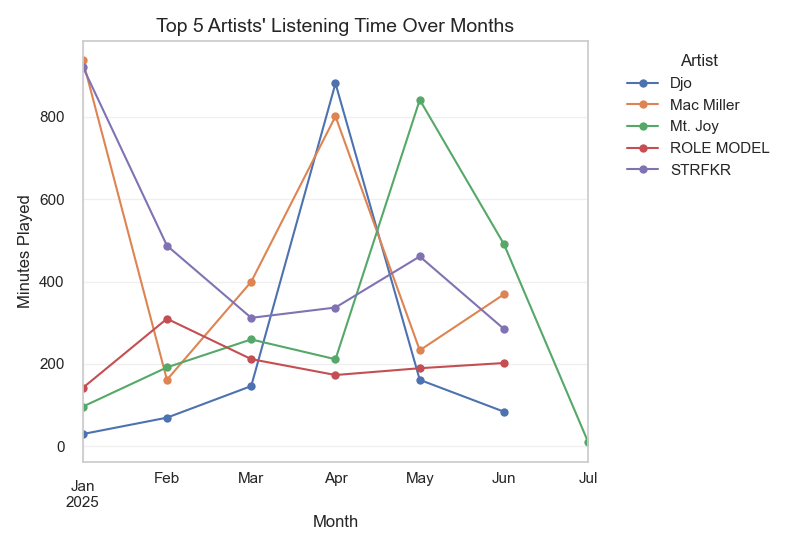 Top 5 Artists' Listening Time Over Months
Minutes Played
800
600
400
200
0
Jan
2025
Feb
Mar
Apr
May
Jun
Jul
Month
Artist
Djo
Mac Miller
Mt. Joy
ROLE MODEL
STRFKR